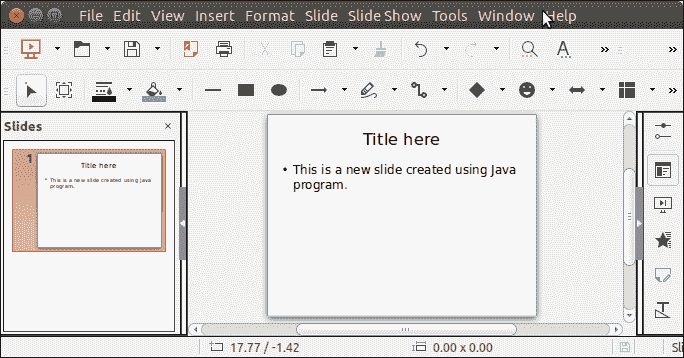 File Edit View Insert Format Slide Slide Show Tools Window Help
Slides
1
Title here
This is a new slide created using Java
program.
Title here
• This is a new slide created using Java
program.
17.77 / -1.42 0.00 x 0.00 Sli